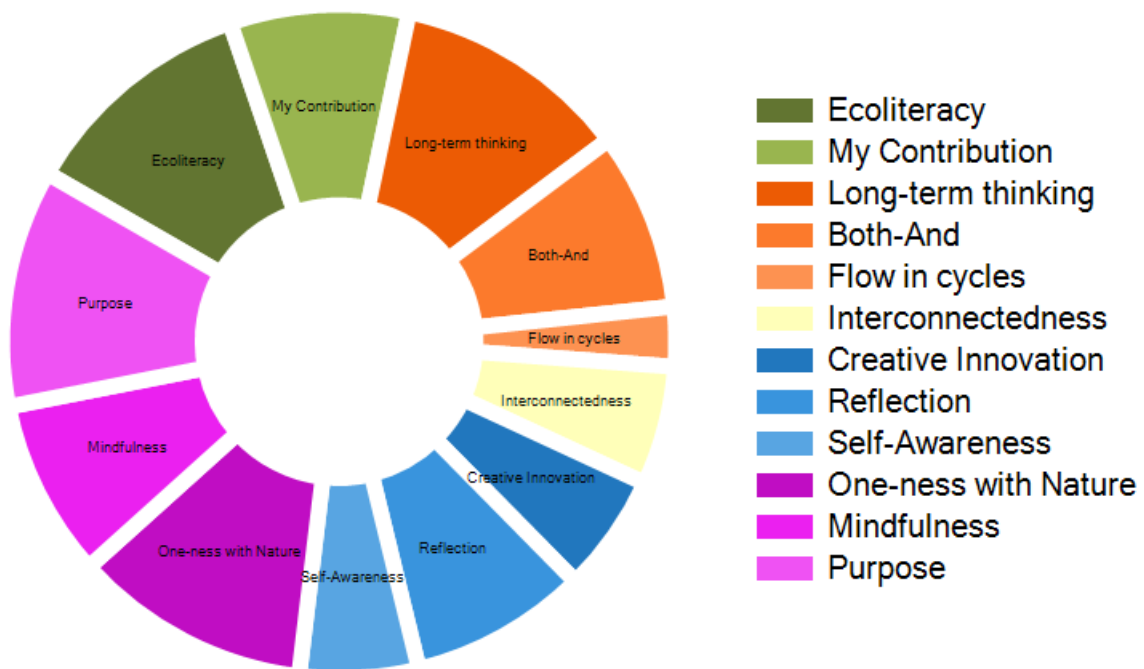 My Contribution
Long-term thinking
Ecoliteracy
Both-And
Purpose
Flow in cycles
Interconnectedness
Mindfulness
Creative Innovation
One-ness with Nature
Reflection
Self-Awareness
Ecoliteracy
My Contribution
Long-term thinking
Both-And
Flow in cycles
Interconnectedness
Creative Innovation
Reflection
Self-Awareness
One-ness with Nature
Mindfulness
Purpose